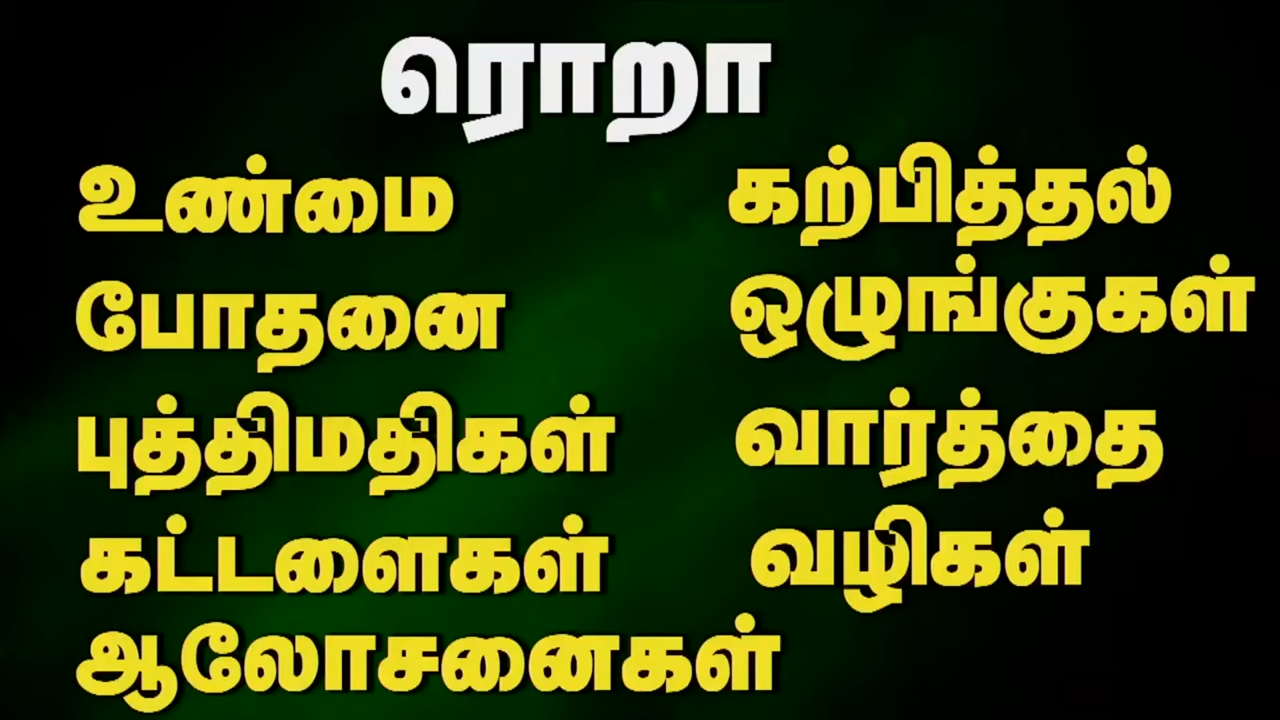 ரொறா
உண்மை
போதனை
புத்திமதிகள்
கட்டளைகள்
ஆலோசனைகள்
கற்பித்தல்
ஒழுங்குகள்
வார்த்தை
வழிகள்